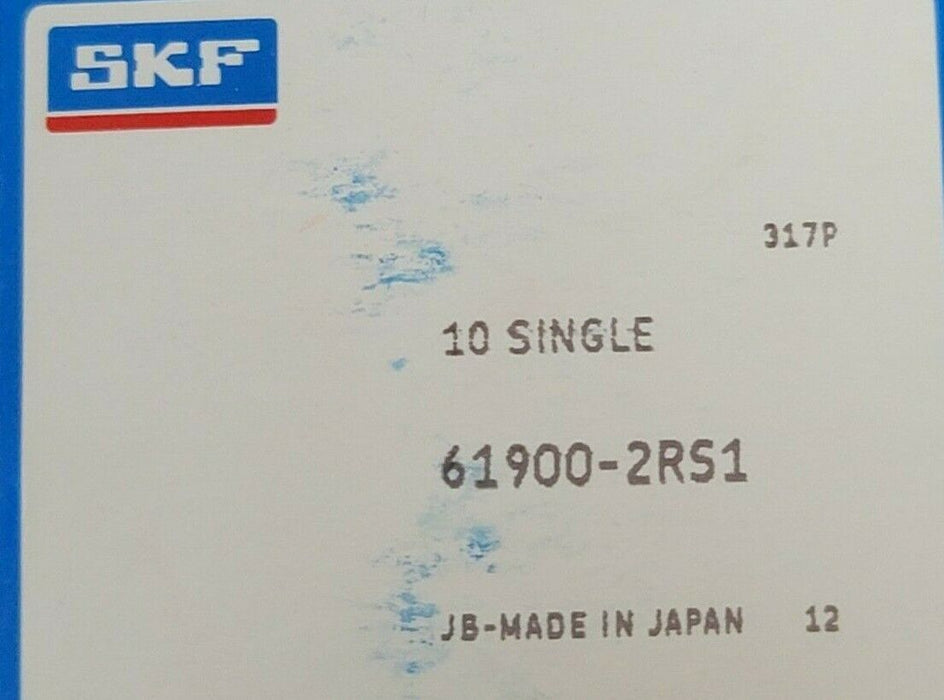 SKF
317P
10 SINGLE
61900-2RS1
JB-MADE IN JAPAN 12